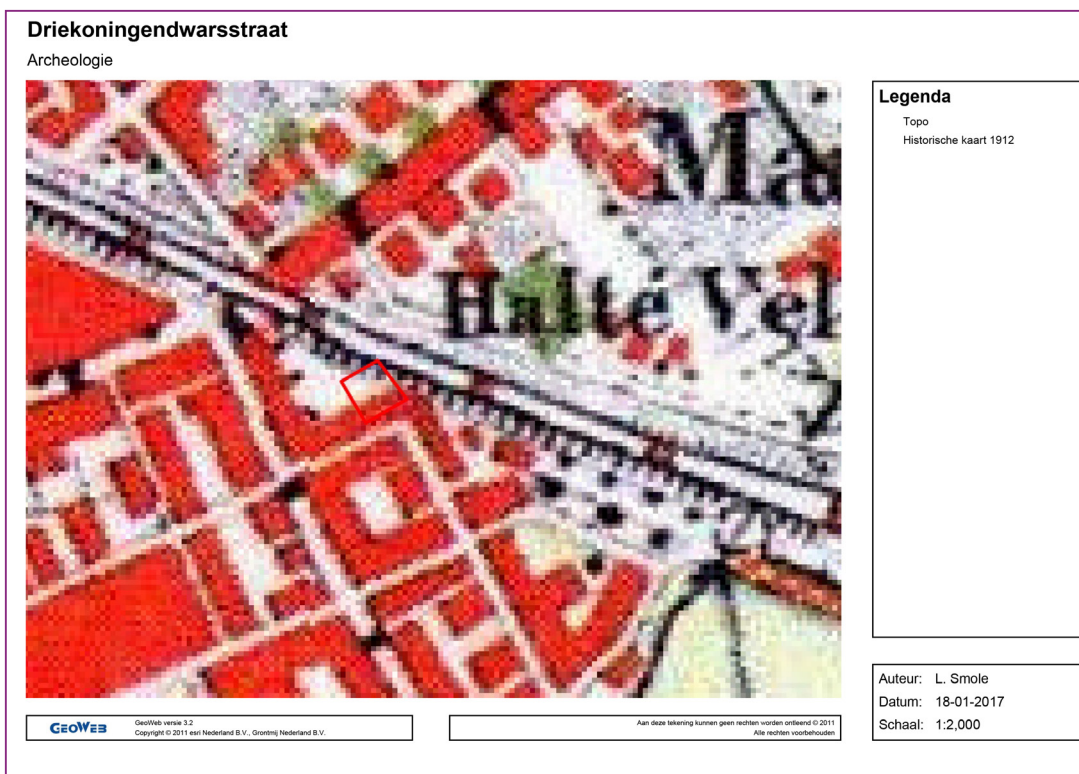 Driekoningendwarsstraat
Archeologie
Ma
Halte Vel
Legenda
Topo
Historische kaart 1912
GEOWEB
GeoWeb versie 3.2
Copyright © 2011 esri Nederland B.V., Grontmij Nederland B.V.
Aan deze tekening kunnen geen rechten worden ontleend © 2011
Alle rechten voorbehouden
Auteur: L. Smole
Datum: 18-01-2017
Schaal: 1:2,000